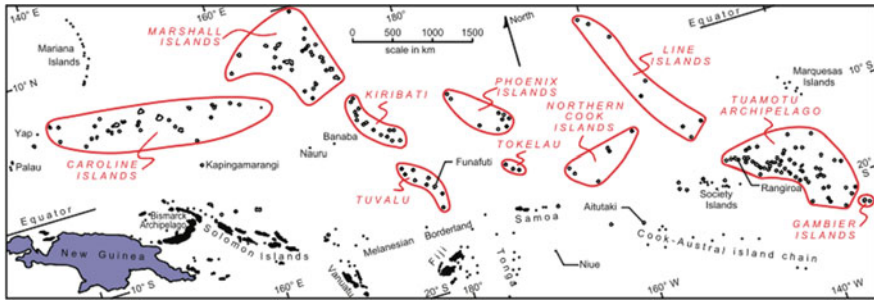 140° E
160° E
180°
North
Equator
Mariana
Islands
MARSHALL
ISLANDS
0 500 1000 1200
scale in km
LINE
ISLANDS
10° S
10° N
Marquesas
Islands
KIRIBATI
PHOENIX
ISLANDS
NORTHERN
COOK
ISLANDS
TUAMOTU
ARCHIPELAGO
Yap
Banaba
Nauru
Palau
CAROLINE
ISLANDS
Kapingamarangi
TOKELAU
Funafuti
20°
S
TUVALU
Society
Islands
Rangiroa
Equator
Bismarck
Archipelago
Solomon Islands
Samoa
Aitutaki
GAMBIER
ISLANDS
New Guinea
Melanesian Borderland
Cook-Austral island chain
Fiji
Tonga
Niue
Vanuatu
10° S
160° E
20° S
180°
160° W
140° W